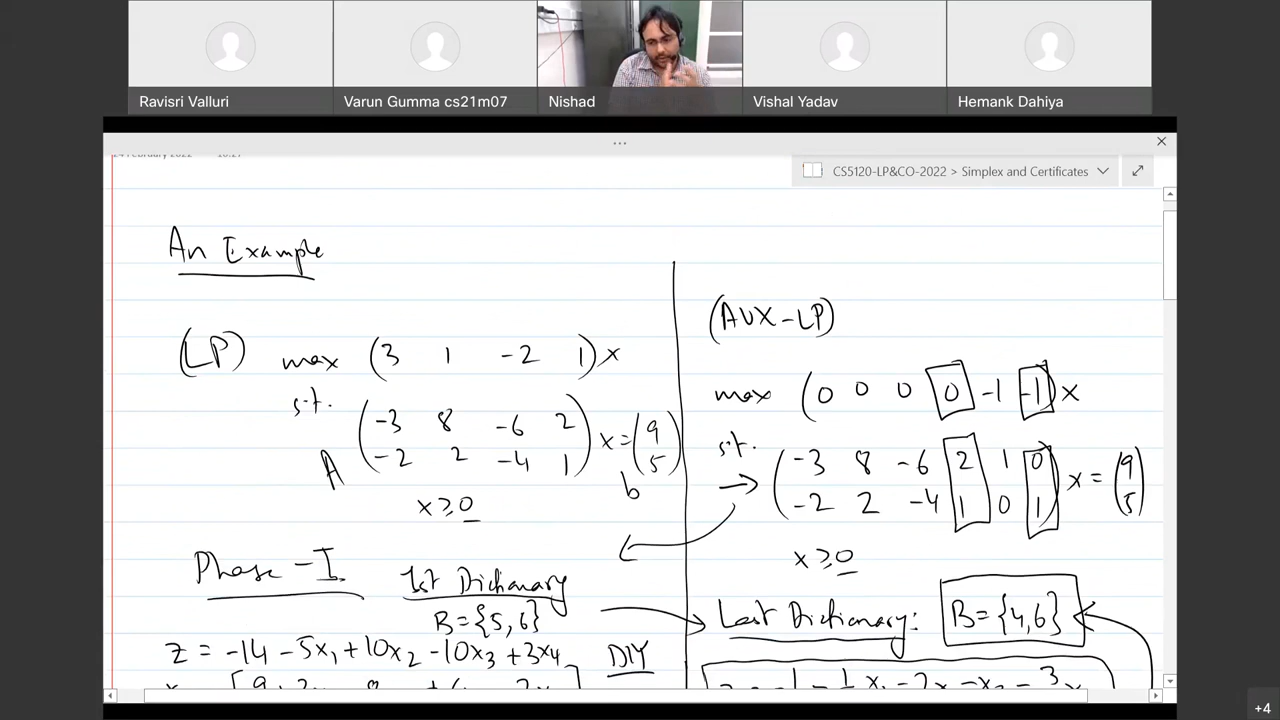 Ravisri Valluri
Varun Gumma cs21m07
Nishad
Vishal Yadav
Hemank Dahiya
...
24 February 2022
CS5120-LP&CO-2022 > Simplex and Certificates
An Example
(LP) max (3 1 -2 1)x
s.t.
A (-3 8 -6 2
-2 2 -4 1) x = (9
5)
b
x ≥ 0
(AUX-LP)
max (0 0 0 0 -1 -1)x
s.t.
→ (-3 8 -6 2 1 0
-2 2 -4 1 0 1) x = (9
5)
x ≥ 0
Phase - I
1st Dictionary
B = {5,6}
z = -14 - 5x₁ + 10x₂ - 10x₃ + 3x₄
DIY
Last Dictionary: B = {4,6}
+4